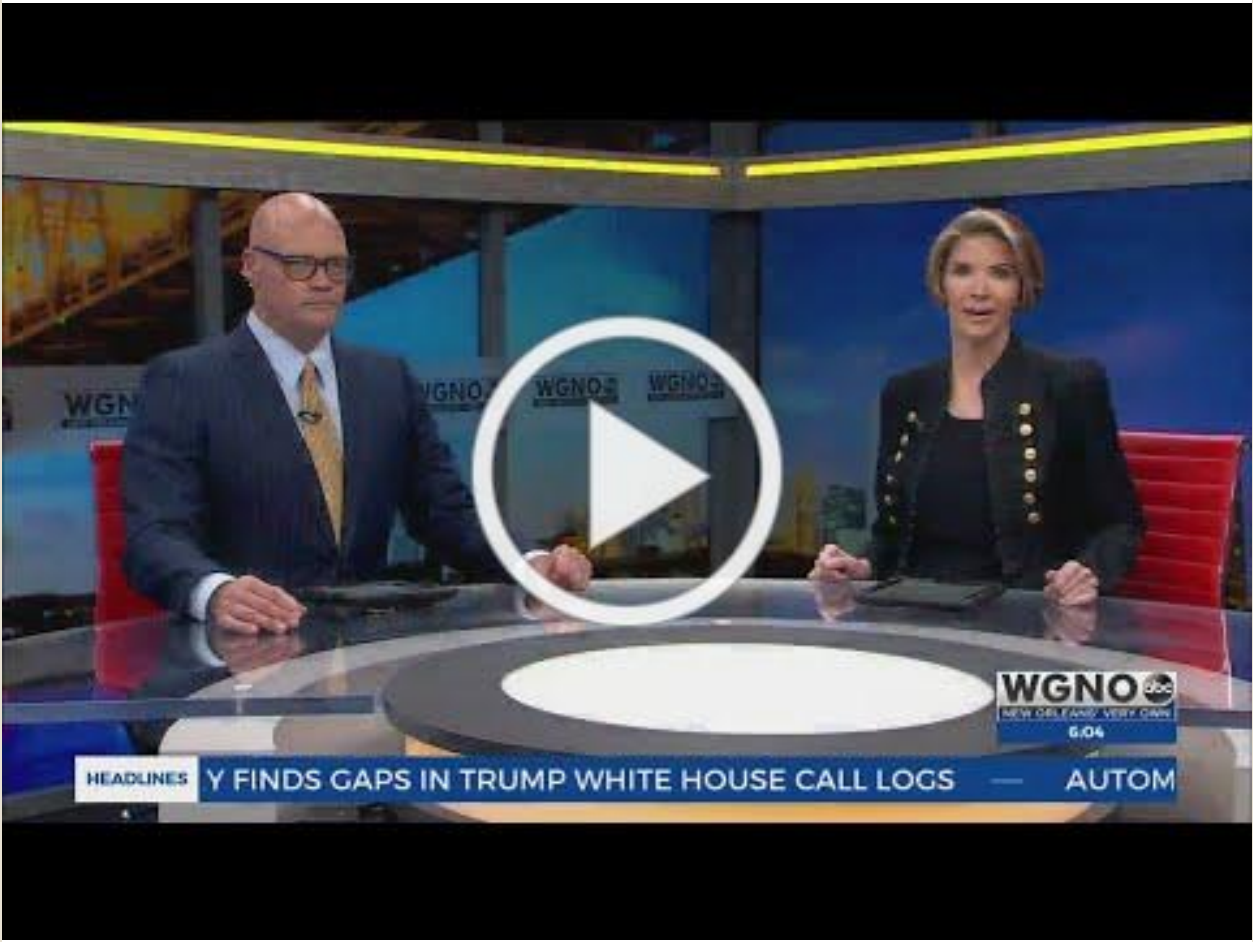 WGN
WGNO
WGNO
WGNO
WGNO abc
NEW ORLEANS' VERY OWN
6:04
HEADLINES Y FINDS GAPS IN TRUMP WHITE HOUSE CALL LOGS — AUTOM